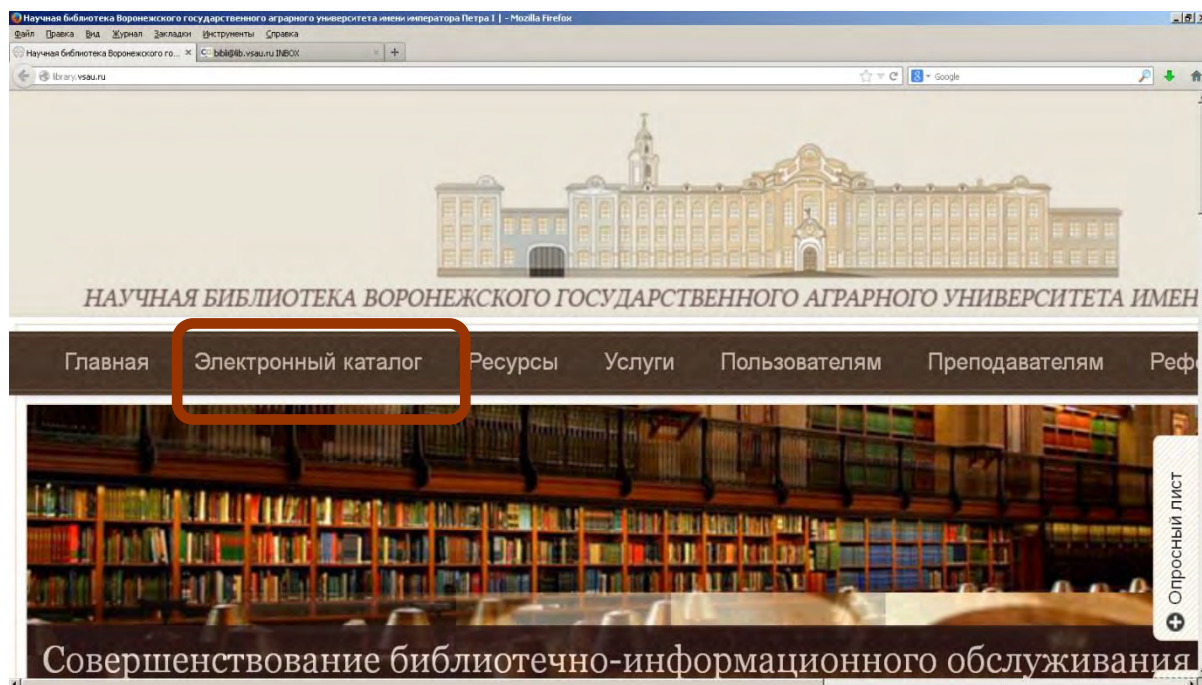 Научная библиотека Воронежского государственного аграрного университета имени императора Петра I | - Mozilla Firefox
Файл Правка Вид Журнал Закладки Инструменты Справка
Научная библиотека Воронежского го... × bibl@lib.vsau.ru INBOX × +
library.vsau.ru Google
НАУЧНАЯ БИБЛИОТЕКА ВОРОНЕЖСКОГО ГОСУДАРСТВЕННОГО АГРАРНОГО УНИВЕРСИТЕТА ИМЕН
Главная Электронный каталог Ресурсы Услуги Пользователям Преподавателям Рефе
Опросный лист
Совершенствование библиотечно-информационного обслуживания